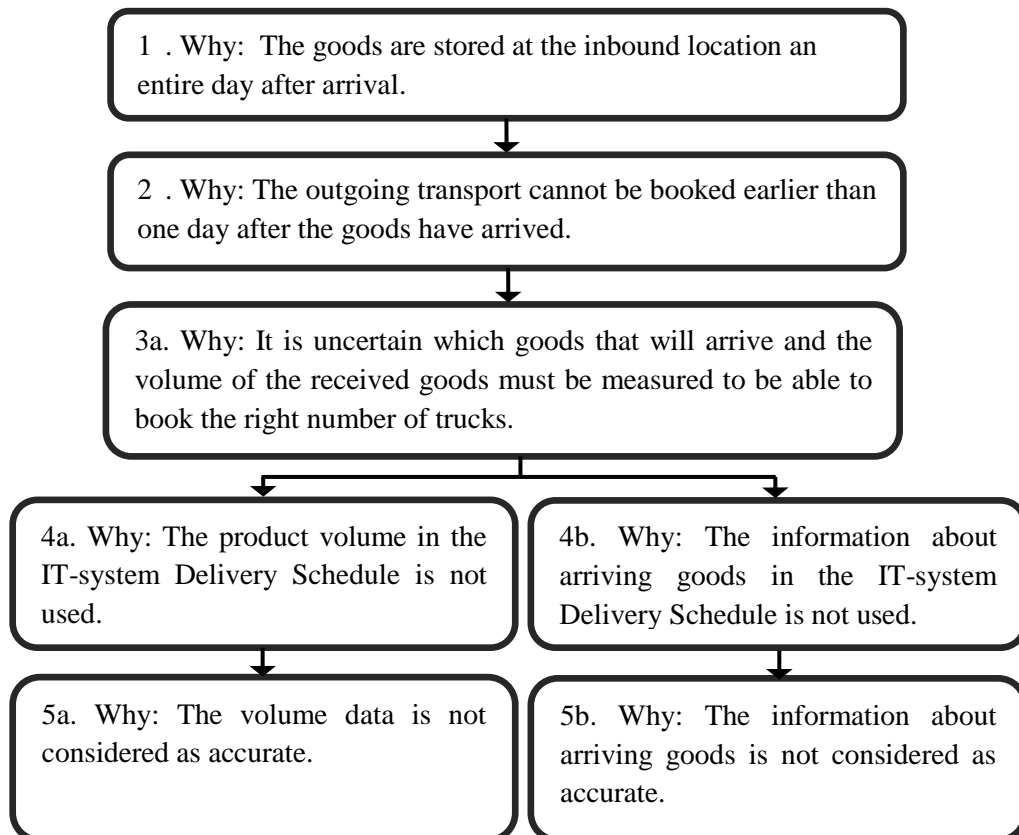 1 . Why: The goods are stored at the inbound location an
entire day after arrival.
2 . Why: The outgoing transport cannot be booked earlier than
one day after the goods have arrived.
3a. Why: It is uncertain which goods that will arrive and the
volume of the received goods must be measured to be able to
book the right number of trucks.
4a. Why: The product volume in the
IT-system Delivery Schedule is not
used.
4b. Why: The information about
arriving goods in the IT-system
Delivery Schedule is not used.
5a. Why: The volume data is not
considered as accurate.
5b. Why: The information about
arriving goods is not considered as
accurate.